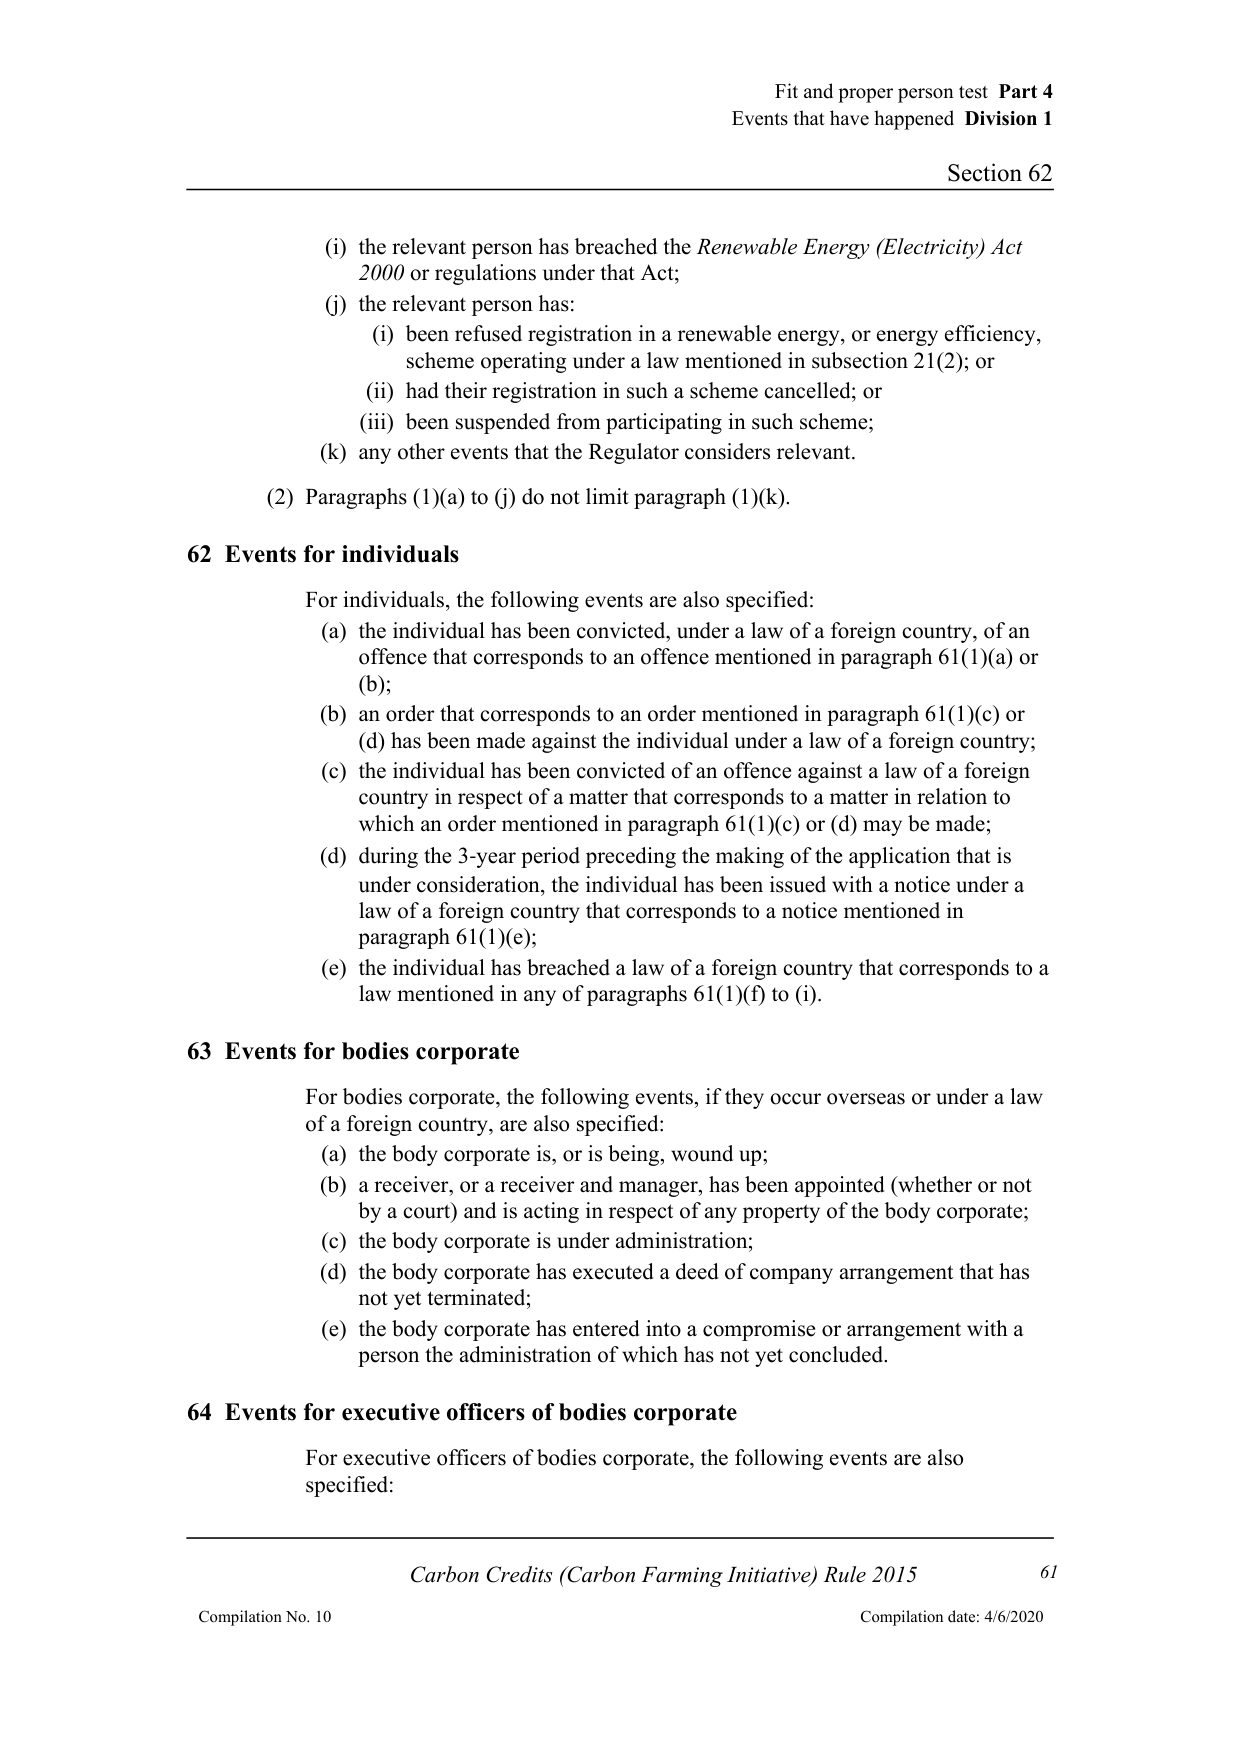 Fit and proper person test Part 4
Events that have happened Division 1
Section 62
(i) the relevant person has breached the Renewable Energy (Electricity) Act
2000 or regulations under that Act;
(j) the relevant person has:
(i) been refused registration in a renewable energy, or energy efficiency,
scheme operating under a law mentioned in subsection 21(2); or
(ii) had their registration in such a scheme cancelled; or
(iii) been suspended from participating in such scheme;
(k) any other events that the Regulator considers relevant.
(2) Paragraphs (1)(a) to (j) do not limit paragraph (1)(k).
62 Events for individuals
For individuals, the following events are also specified:
(a) the individual has been convicted, under a law of a foreign country, of an
offence that corresponds to an offence mentioned in paragraph 61(1)(a) or
(b);
(b) an order that corresponds to an order mentioned in paragraph 61(1)(c) or
(d) has been made against the individual under a law of a foreign country;
(c) the individual has been convicted of an offence against a law of a foreign
country in respect of a matter that corresponds to a matter in relation to
which an order mentioned in paragraph 61(1)(c) or (d) may be made;
(d) during the 3-year period preceding the making of the application that is
under consideration, the individual has been issued with a notice under a
law of a foreign country that corresponds to a notice mentioned in
paragraph 61(1)(e);
(e) the individual has breached a law of a foreign country that corresponds to a
law mentioned in any of paragraphs 61(1)(f) to (i).
63 Events for bodies corporate
For bodies corporate, the following events, if they occur overseas or under a law
of a foreign country, are also specified:
(a) the body corporate is, or is being, wound up;
(b) a receiver, or a receiver and manager, has been appointed (whether or not
by a court) and is acting in respect of any property of the body corporate;
(c) the body corporate is under administration;
(d) the body corporate has executed a deed of company arrangement that has
not yet terminated;
(e) the body corporate has entered into a compromise or arrangement with a
person the administration of which has not yet concluded.
64 Events for executive officers of bodies corporate
For executive officers of bodies corporate, the following events are also
specified:
Carbon Credits (Carbon Farming Initiative) Rule 2015 61
Compilation No. 10 Compilation date: 4/6/2020